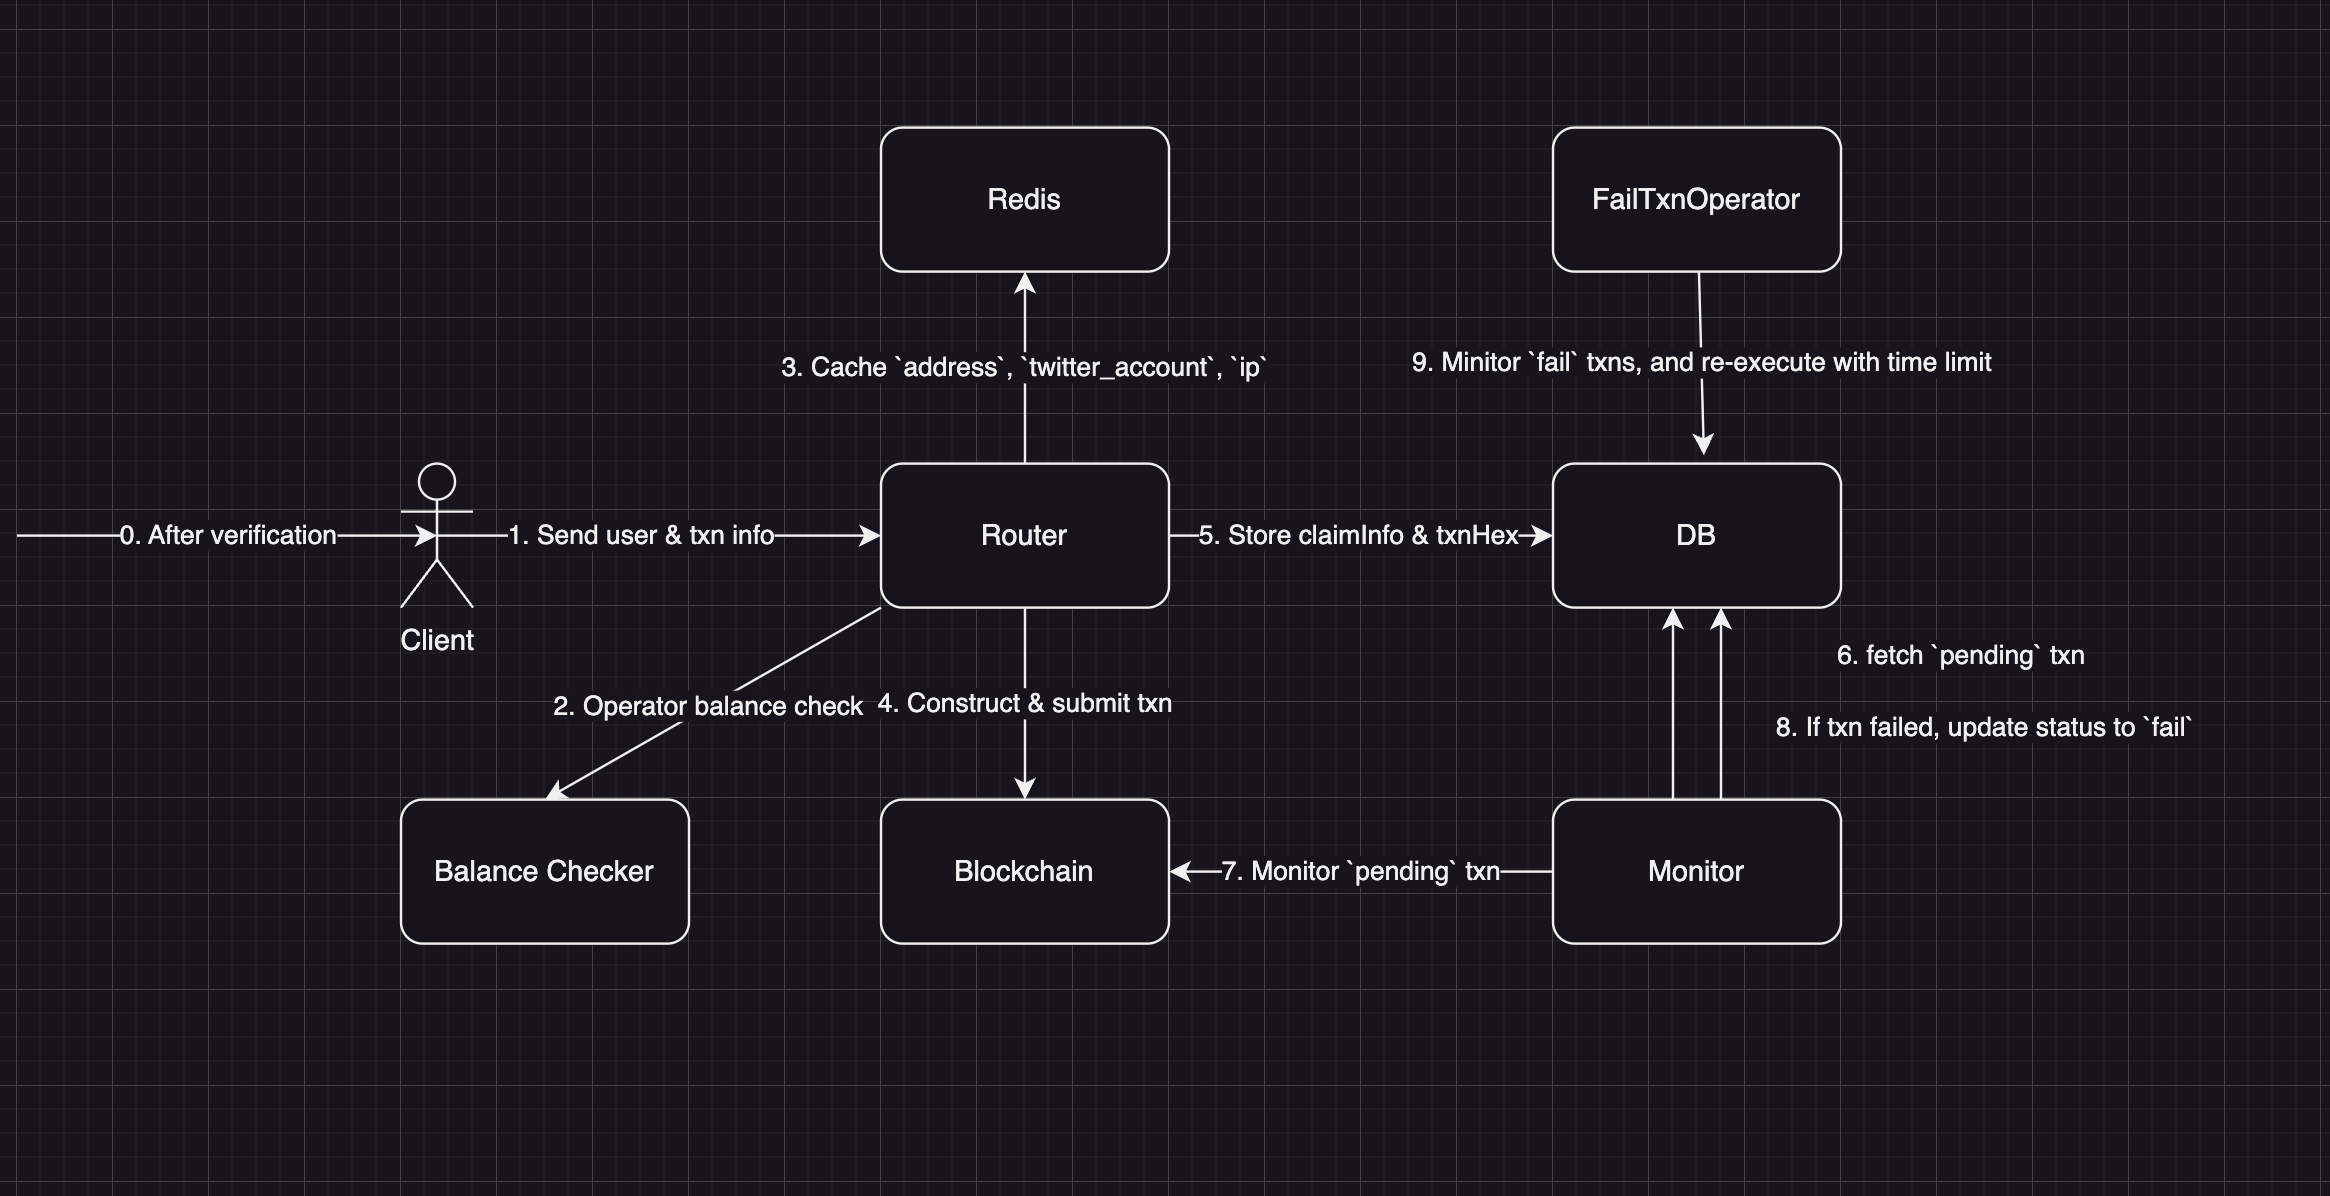 Redis
FailTxnOperator
3. Cache `address`, `twitter_account`, `ip`
9. Minitor `fail` txns, and re-execute with time limit
0. After verification
1. Send user & txn info
Router
5. Store claimInfo & txnHex
DB
Client
6. fetch `pending` txn
2. Operator balance check
4. Construct & submit txn
8. If txn failed, update status to `fail`
Balance Checker
Blockchain
7. Monitor `pending` txn
Monitor